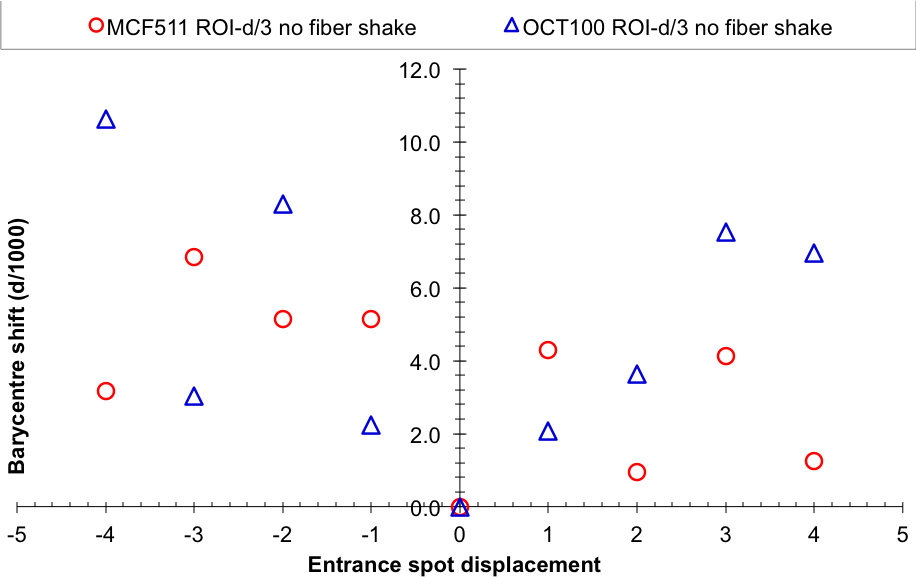 MCF511 ROI-d/3 no fiber shake OCT100 ROI-d/3 no fiber shake
12.0
10.0
8.0
6.0
4.0
2.0
0.0
-5 -4 -3 -2 -1 0 1 2 3 4 5
Barycentre shift (d/1000)
Entrance spot displacement